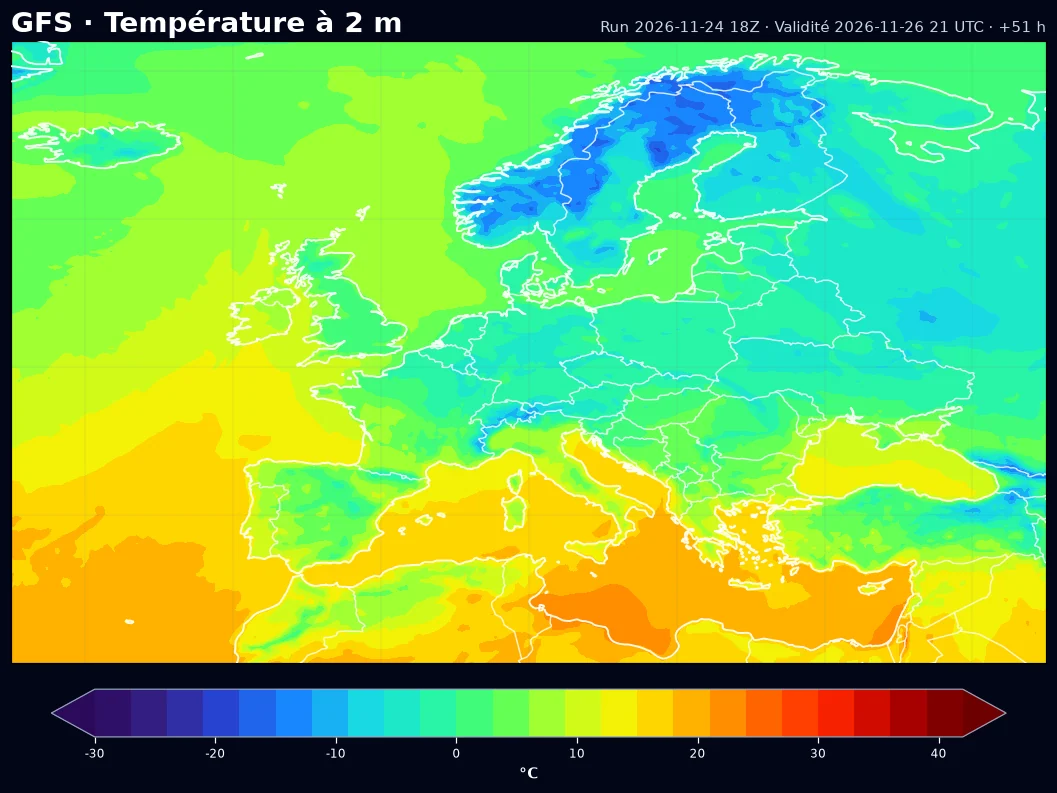 GFS · Température à 2 m
Run 2026-11-24 18Z · Validité 2026-11-26 21 UTC · +51 h
-30 -20 -10 0 10 20 30 40
°C